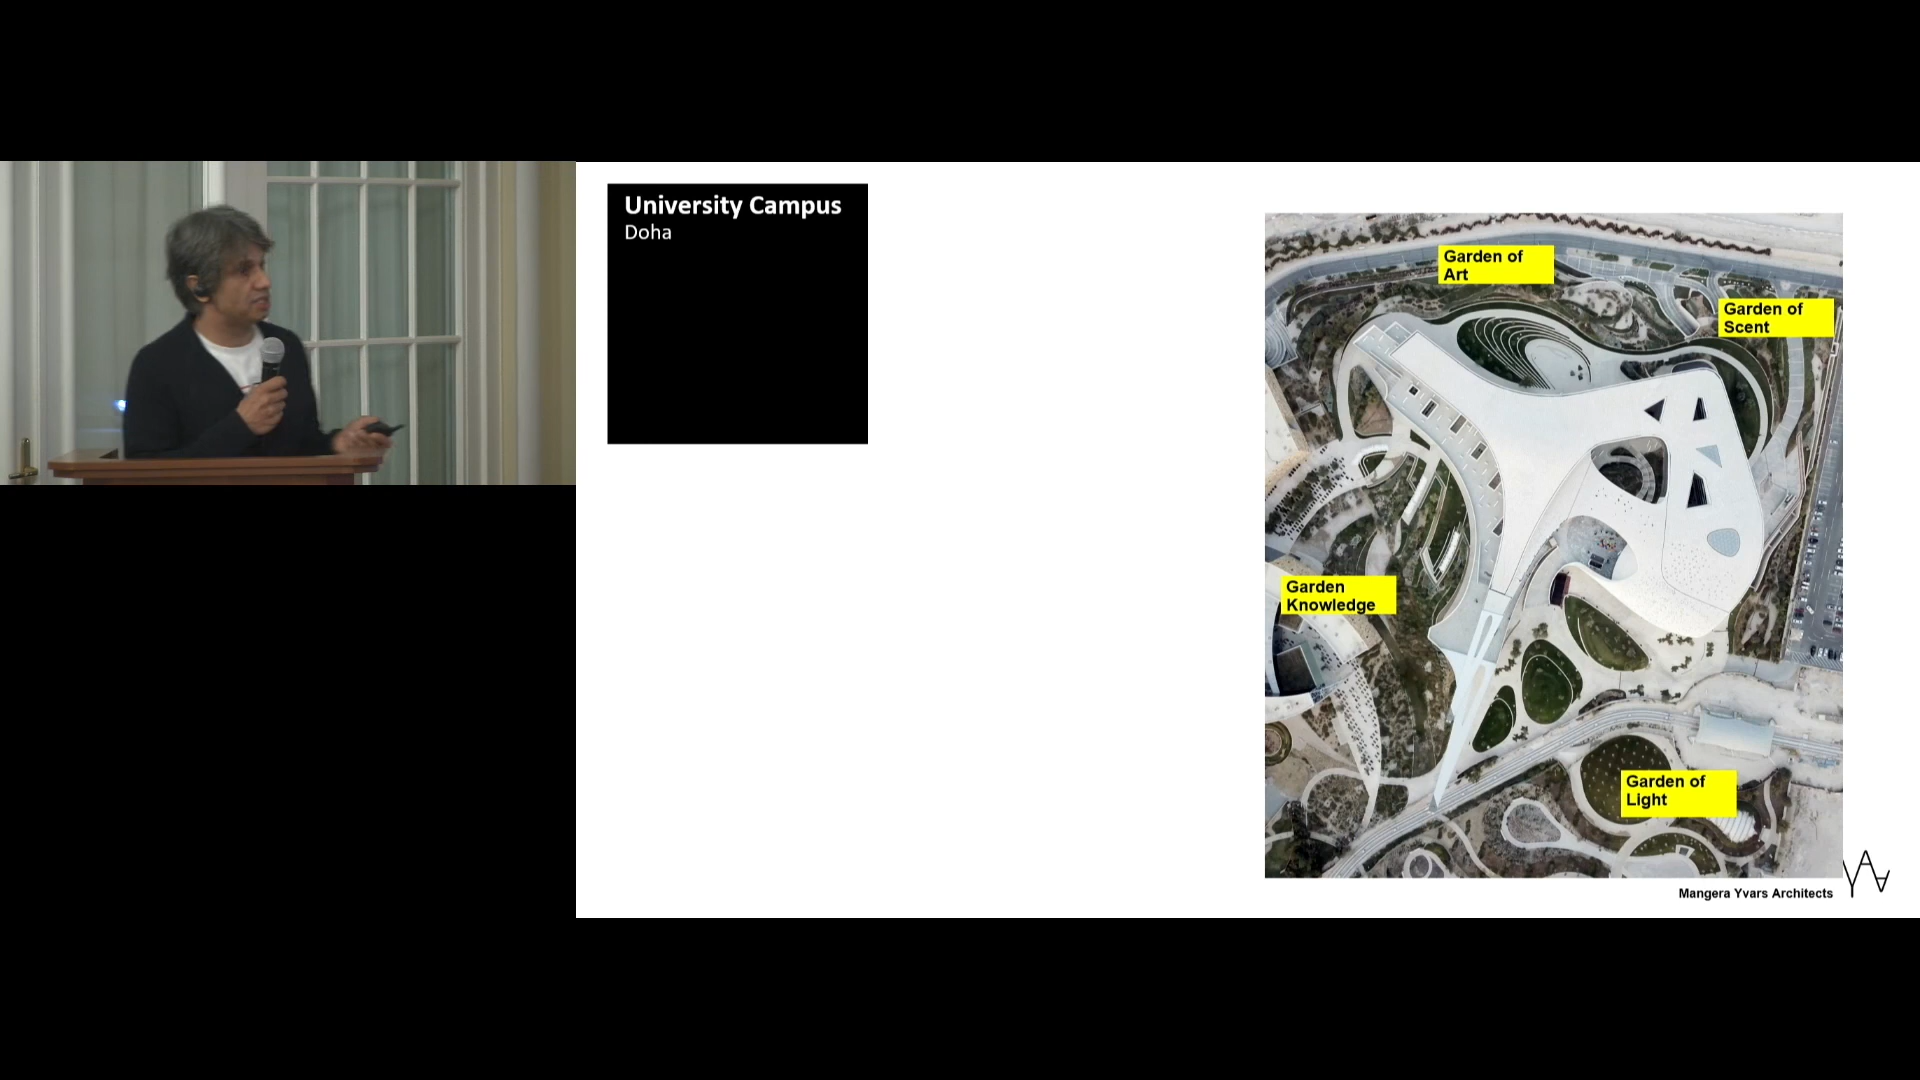 University Campus
Doha
Garden of
Art
Garden of
Scent
Garden
Knowledge
Garden of
Light
Mangera Yvars Architects